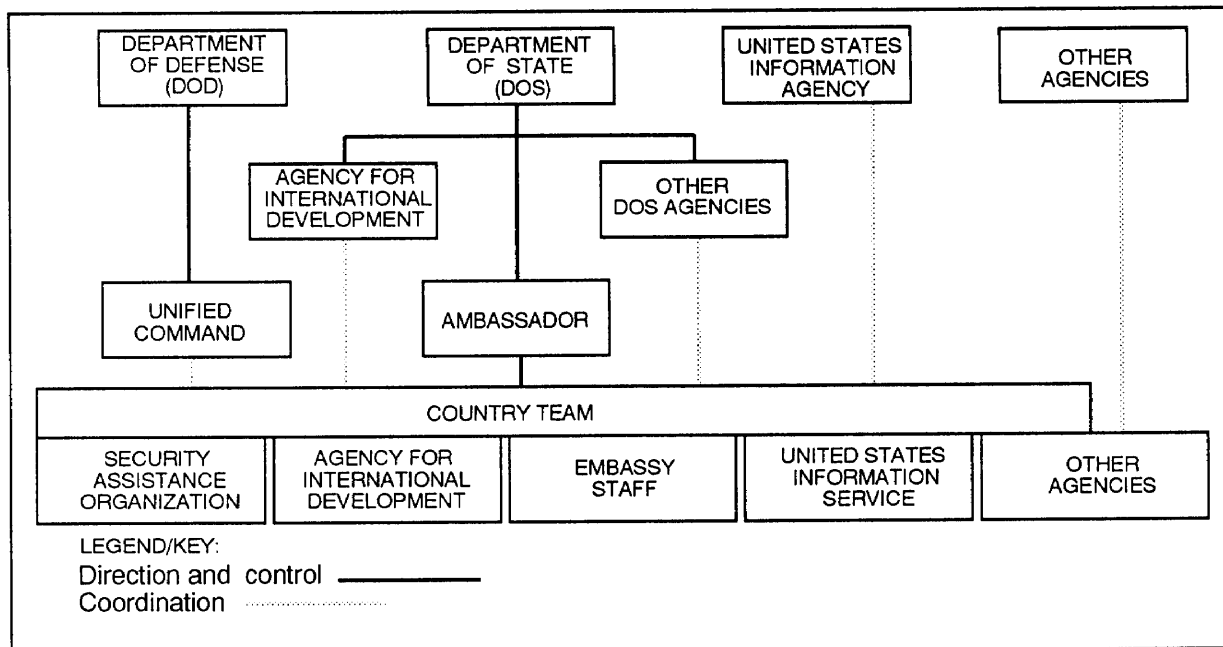 DEPARTMENT
OF DEFENSE
(DOD)
DEPARTMENT
OF STATE
(DOS)
UNITED STATES
INFORMATION
AGENCY
OTHER
AGENCIES
AGENCY FOR
INTERNATIONAL
DEVELOPMENT
OTHER
DOS AGENCIES
UNIFIED
COMMAND
AMBASSADOR
COUNTRY TEAM
SECURITY
ASSISTANCE
ORGANIZATION
AGENCY FOR
INTERNATIONAL
DEVELOPMENT
EMBASSY
STAFF
UNITED STATES
INFORMATION
SERVICE
OTHER
AGENCIES
LEGEND/KEY:
Direction and control
Coordination